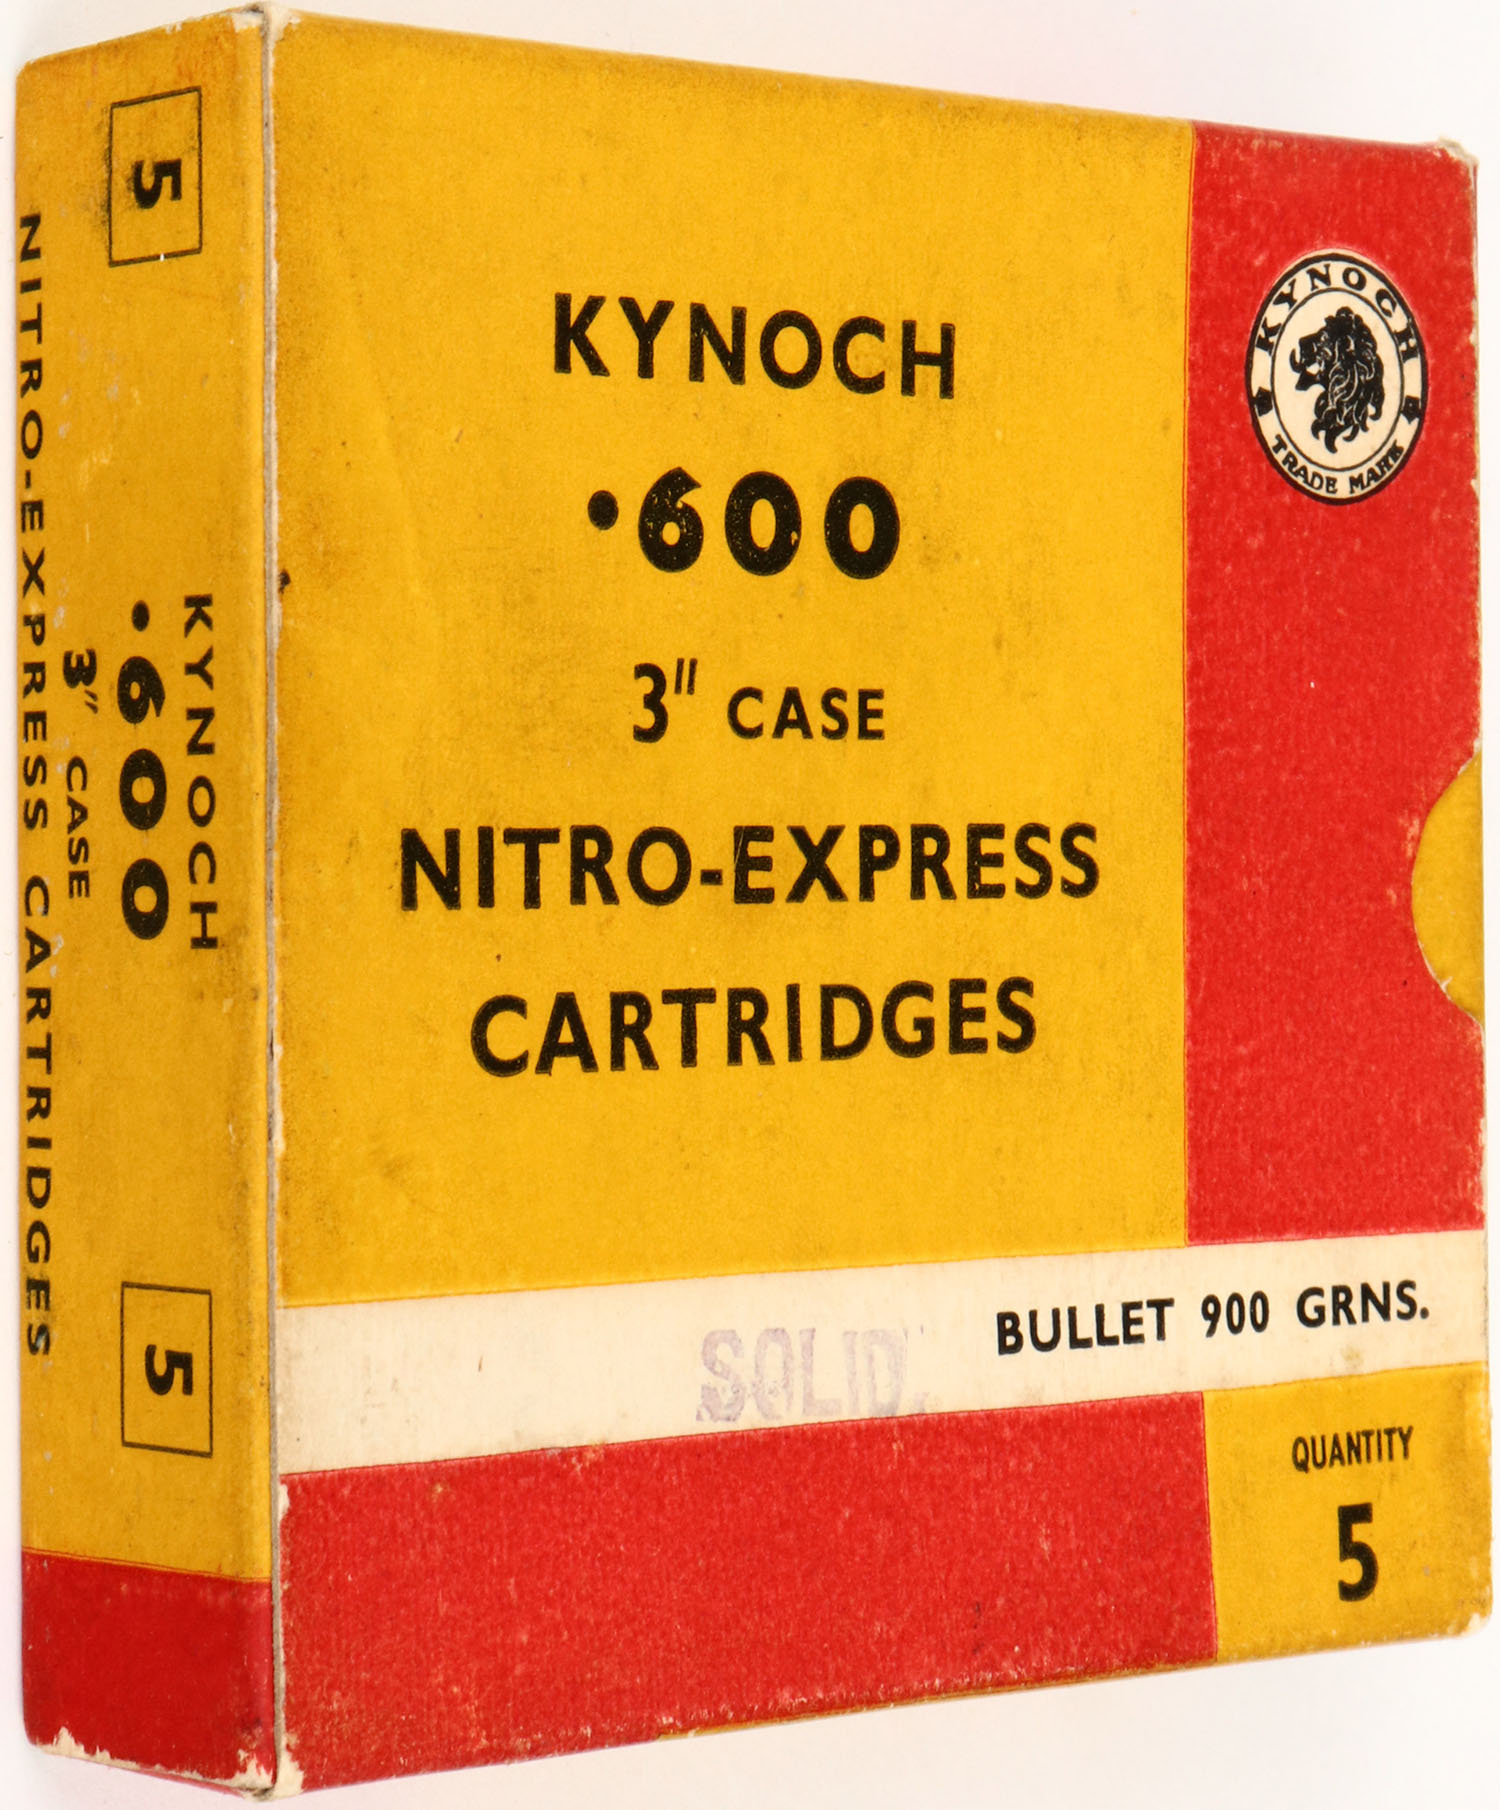 KYNOCH
·600
3" CASE
NITRO-EXPRESS
CARTRIDGES
KYNOCH
TRADE MARK
SOLID.
BULLET 900 GRNS.
QUANTITY
5
5
KYNOCH
·600
3" CASE
NITRO-EXPRESS CARTRIDGES
5